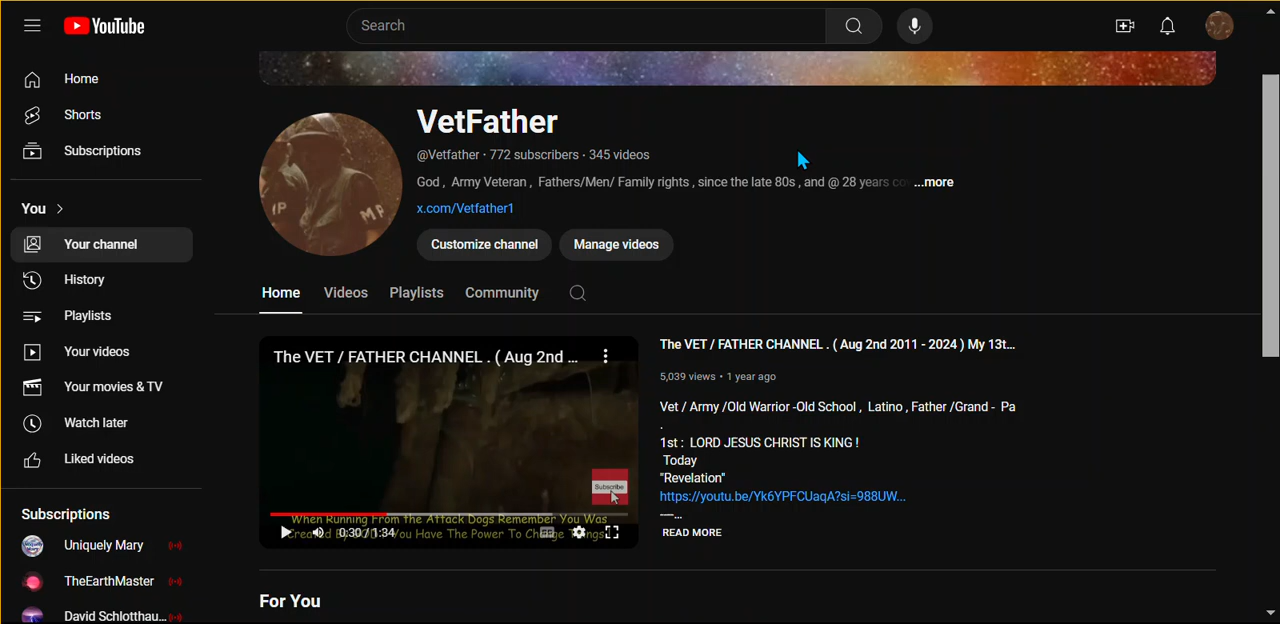 YouTube
Search
Home
Shorts
Subscriptions
You
Your channel
History
Playlists
Your videos
Your movies & TV
Watch later
Liked videos
Subscriptions
Uniquely Mary
TheEarthMaster
David Schlotthau...
MP
VetFather
@Vetfather · 772 subscribers · 345 videos
God , Army Veteran , Fathers/Men/ Family rights , since the late 80s , and @ 28 years ...more
x.com/Vetfather1
Customize channel
Manage videos
Home
Videos
Playlists
Community
The VET / FATHER CHANNEL . ( Aug 2nd ...
Subscribe
When Running From the Attack Dogs Remember You Was
You Have The Power To Things
0:30 / 1:34
The VET / FATHER CHANNEL . ( Aug 2nd 2011 - 2024 ) My 13t...
5,039 views · 1 year ago
Vet / Army /Old Warrior -Old School , Latino , Father /Grand - Pa
.
1st : LORD JESUS CHRIST IS KING !
Today
"Revelation"
https://youtu.be/Yk6YPFCUaqA?si=988UW...
-—...
READ MORE
For You